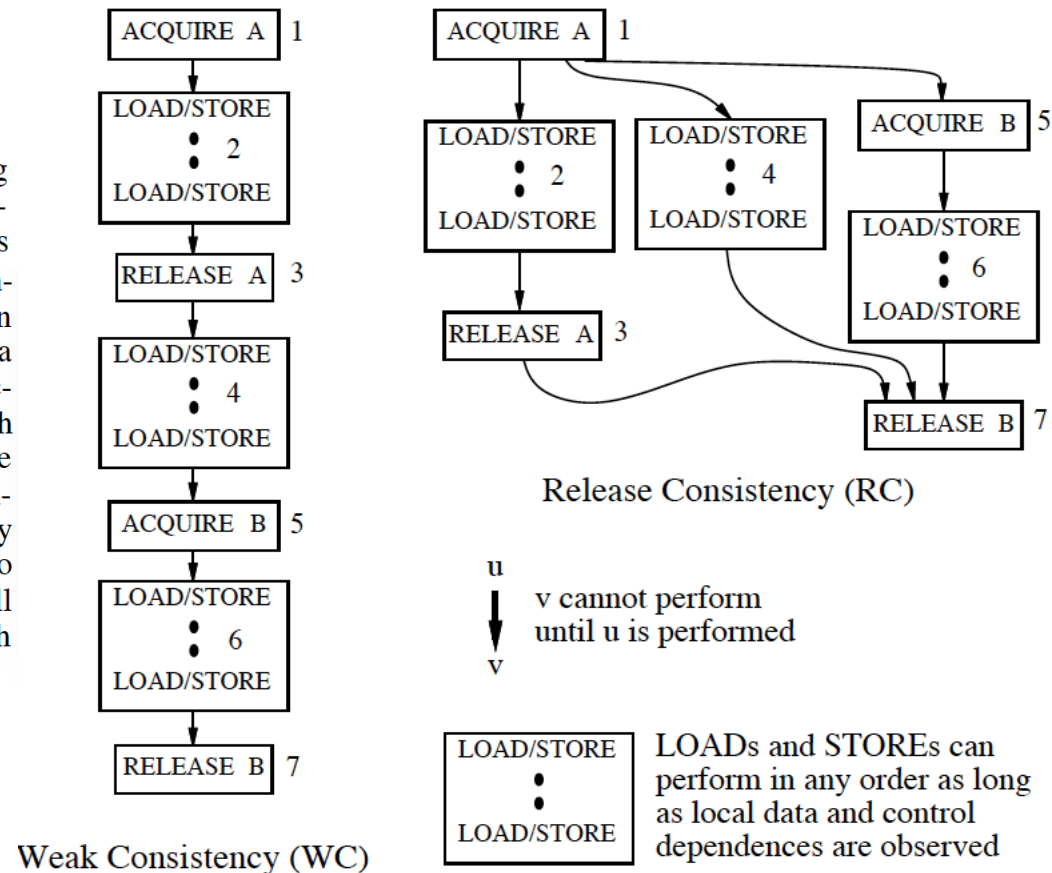 ACQUIRE A 1
LOAD/STORE
2
LOAD/STORE
RELEASE A 3
LOAD/STORE
4
LOAD/STORE
ACQUIRE B 5
LOAD/STORE
6
LOAD/STORE
RELEASE B 7
Weak Consistency (WC)
ACQUIRE A 1
LOAD/STORE
2
LOAD/STORE
RELEASE A 3
LOAD/STORE
4
LOAD/STORE
ACQUIRE B 5
LOAD/STORE
6
LOAD/STORE
RELEASE B 7
Release Consistency (RC)
u
v cannot perform
until u is performed
v
LOAD/STORE
LOAD/STORE
LOADs and STOREs can
perform in any order as long
as local data and control
dependences are observed